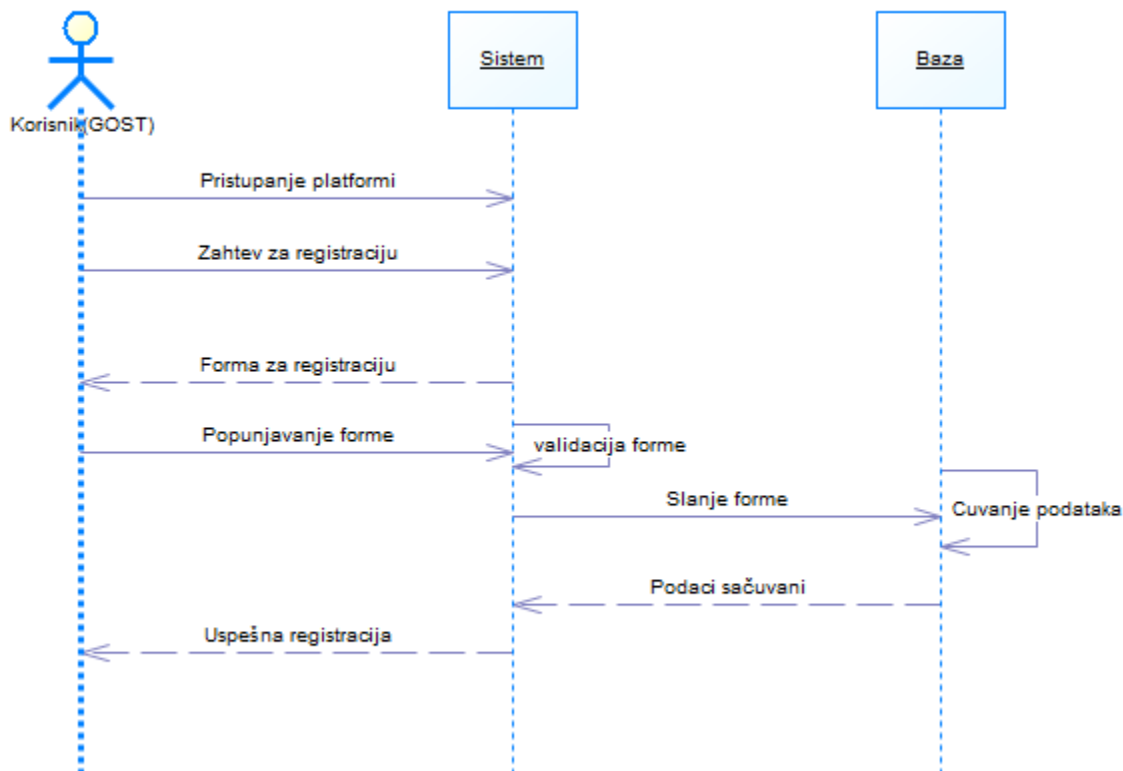 Sistem
Baza
Korisnik(GOST)
Pristupanje platformi
Zahtev za registraciju
Forma za registraciju
Popunjavanje forme
validacija forme
Slanje forme
Cuvanje podataka
Podaci sačuvani
Uspešna registracija